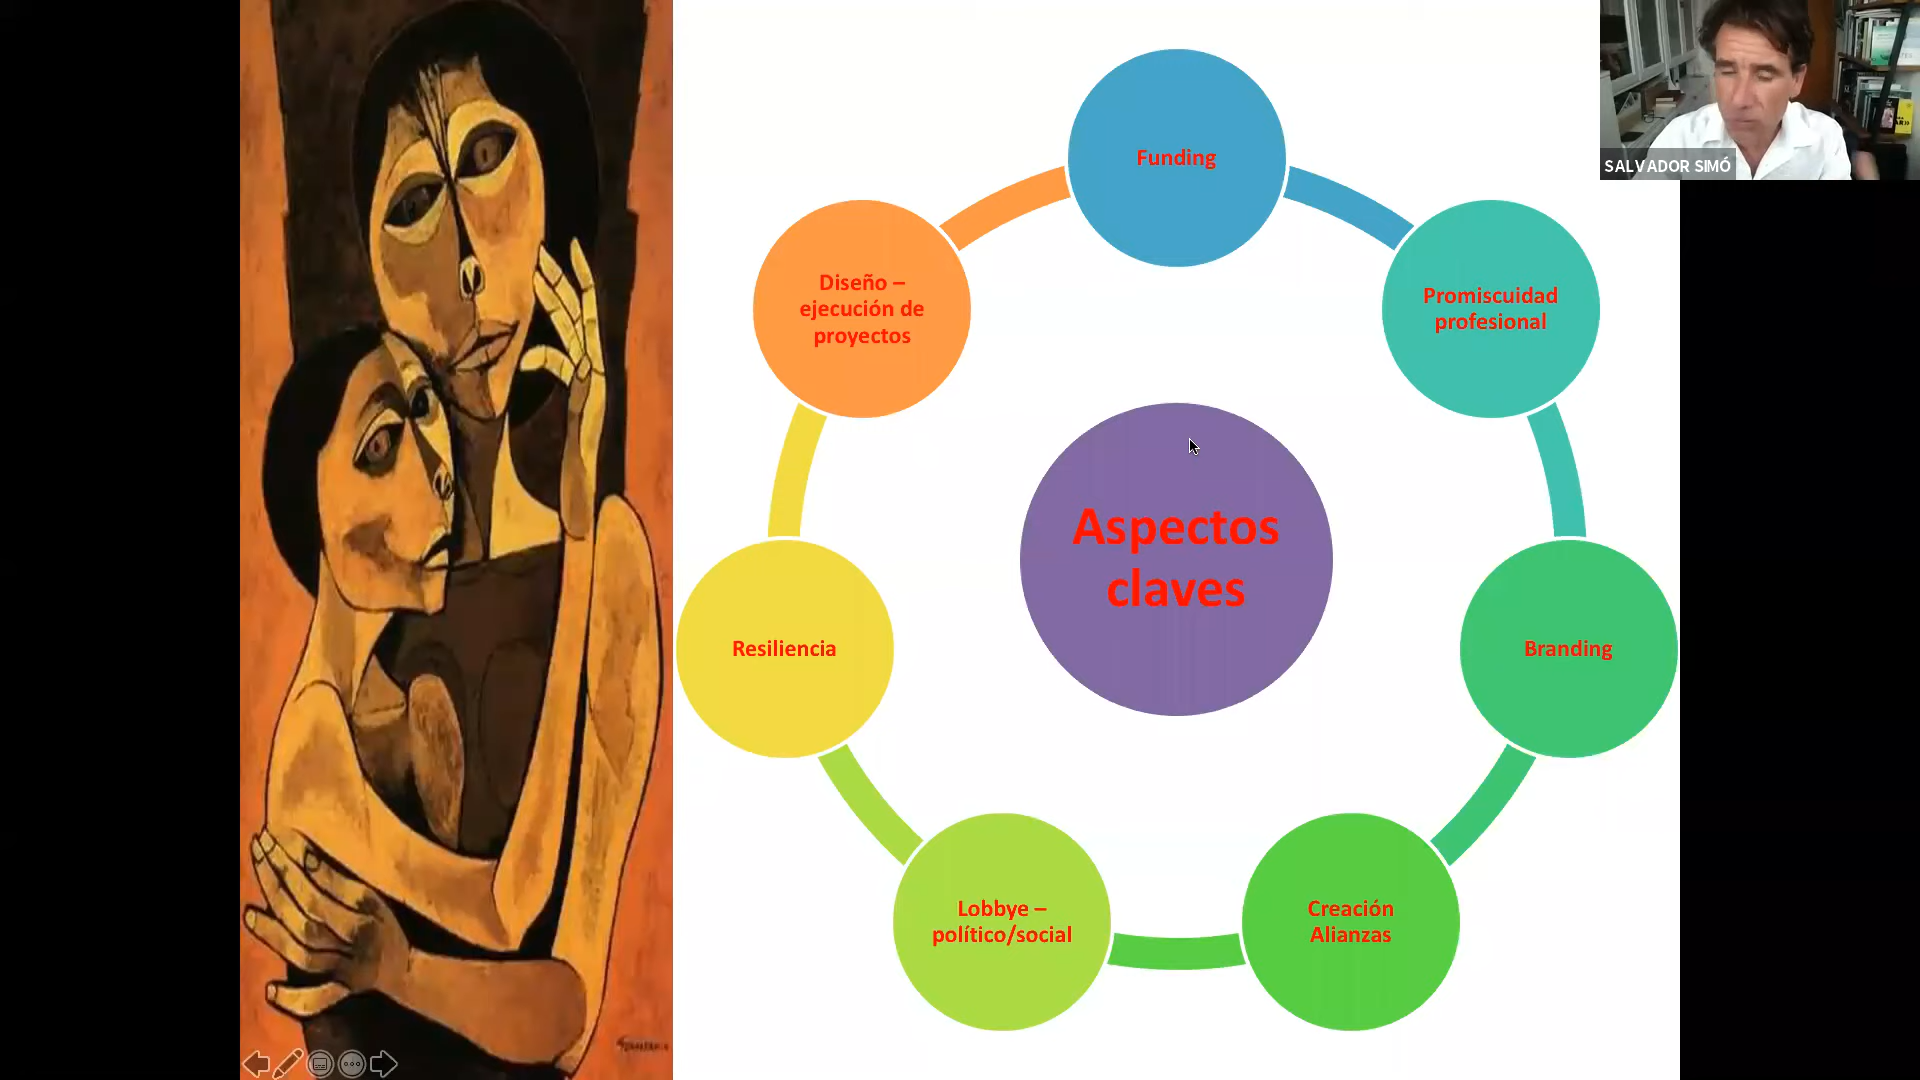 Funding
SALVADOR SIMÓ
Diseño –
ejecución de
proyectos
Promiscuidad
profesional
Aspectos
claves
Resiliencia
Branding
Lobbye –
político/social
Creación
Alianzas